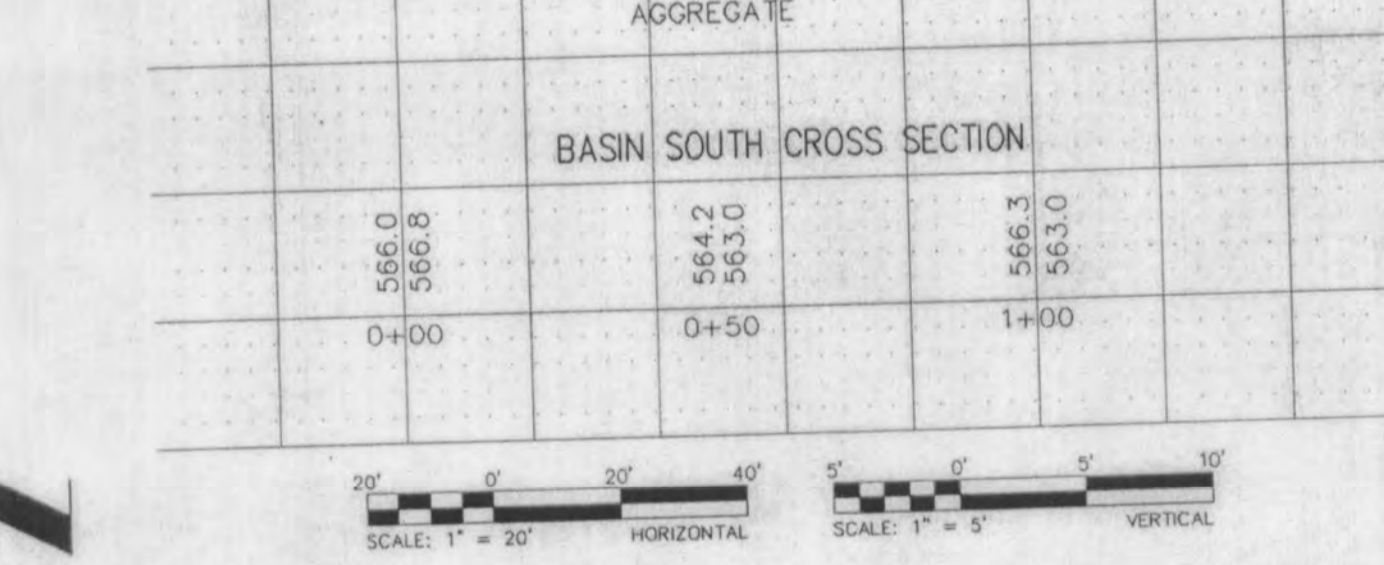 AGGREGATE
BASIN SOUTH CROSS SECTION
566.0
566.8
564.2
563.0
566.3
563.0
0+00
0+50
1+00
20' 0' 20' 40'
SCALE: 1" = 20' HORIZONTAL
5' 0' 5' 10'
SCALE: 1" = 5' VERTICAL